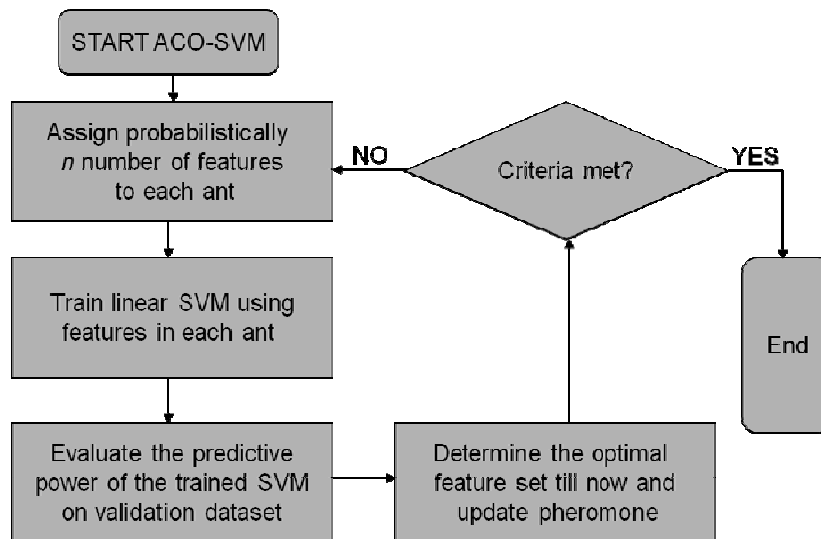 START ACO-SVM
Assign probabilistically
n number of features
to each ant
Train linear SVM using
features in each ant
Evaluate the predictive
power of the trained SVM
on validation dataset
Determine the optimal
feature set till now and
update pheromone
Criteria met?
NO
YES
End